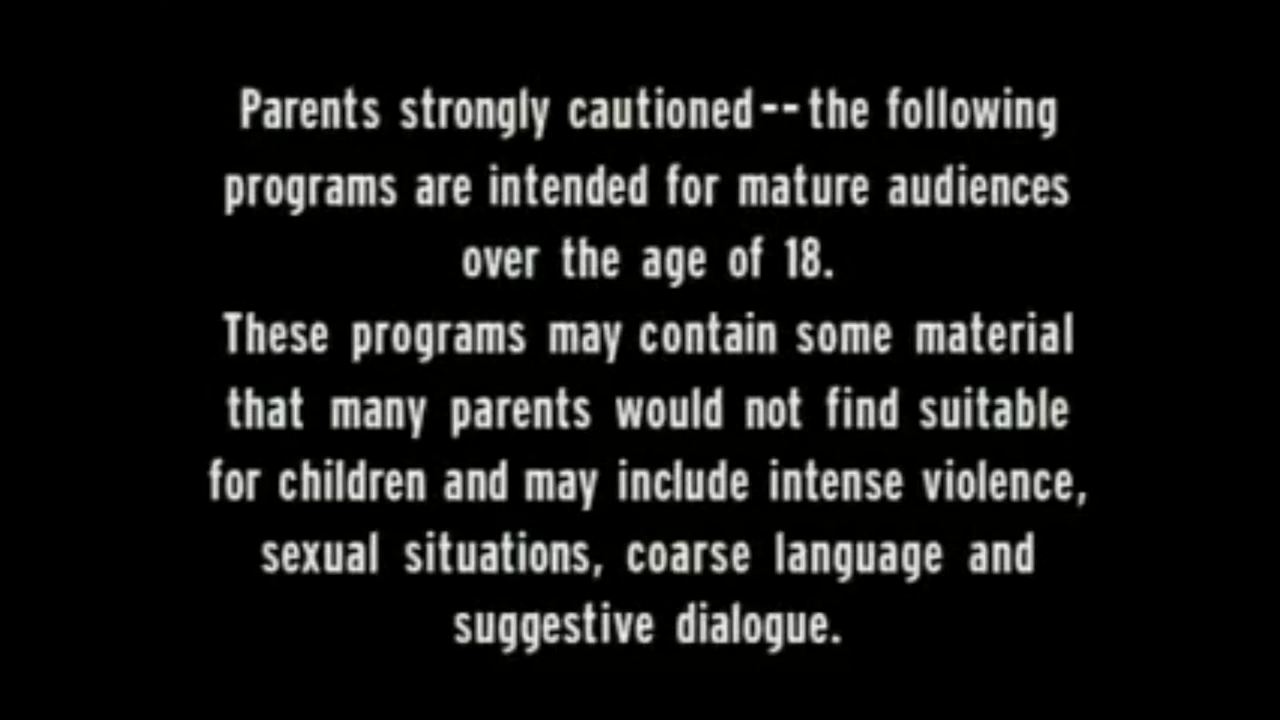 Parents strongly cautioned--the following
programs are intended for mature audiences
over the age of 18.
These programs may contain some material
that many parents would not find suitable
for children and may include intense violence,
sexual situations, coarse language and
suggestive dialogue.